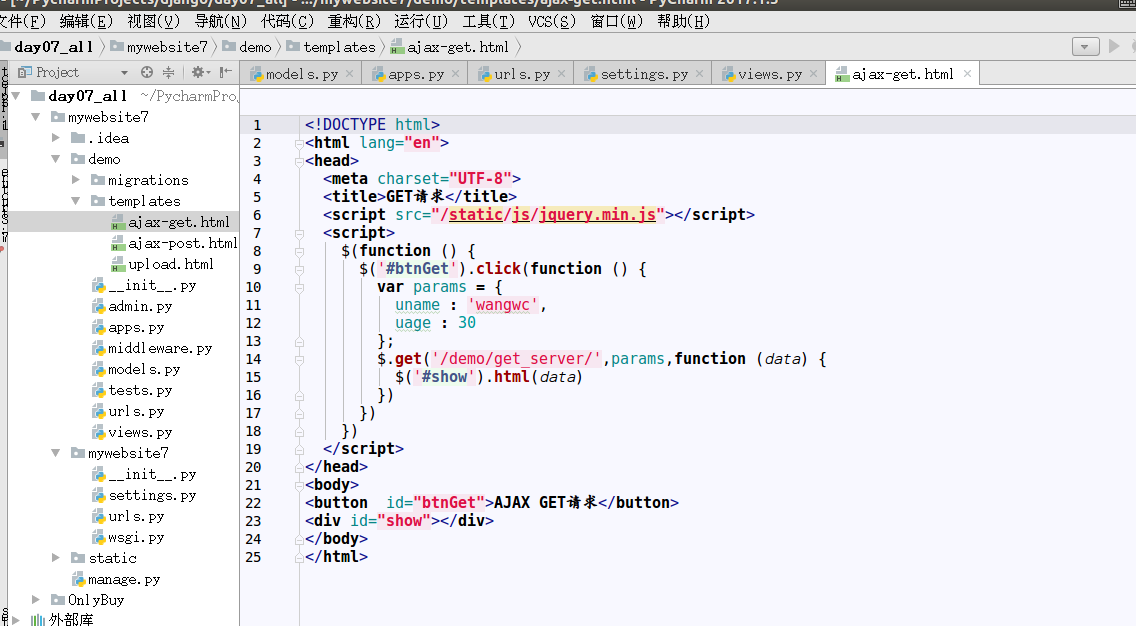 [~/PycharmProjects/django/day07_all] - .../mywebsite7/demo/templates/ajax-get.html - PyCharm 2017.1.3
文件(F) 编辑(E) 视图(V) 导航(N) 代码(C) 重构(R) 运行(U) 工具(T) VCS(S) 窗口(W) 帮助(H)
day07_all mywebsite7 demo templates ajax-get.html
Project
models.py apps.py urls.py settings.py views.py ajax-get.html
day07_all ~/PycharmPro
mywebsite7
.idea
demo
migrations
templates
ajax-get.html
ajax-post.html
upload.html
__init__.py
admin.py
apps.py
middleware.py
models.py
tests.py
urls.py
views.py
mywebsite7
__init__.py
settings.py
urls.py
wsgi.py
static
manage.py
OnlyBuy
外部库
1 <!DOCTYPE html>
2 <html lang="en">
3 <head>
4 <meta charset="UTF-8">
5 <title>GET请求</title>
6 <script src="/static/js/jquery.min.js"></script>
7 <script>
8 $(function () {
9 $('#btnGet').click(function () {
10 var params = {
11 uname : 'wangwc',
12 uage : 30
13 };
14 $.get('/demo/get_server/',params,function (data) {
15 $('#show').html(data)
16 })
17 })
18 })
19 </script>
20 </head>
21 <body>
22 <button  id="btnGet">AJAX GET请求</button>
23 <div id="show"></div>
24 </body>
25 </html>